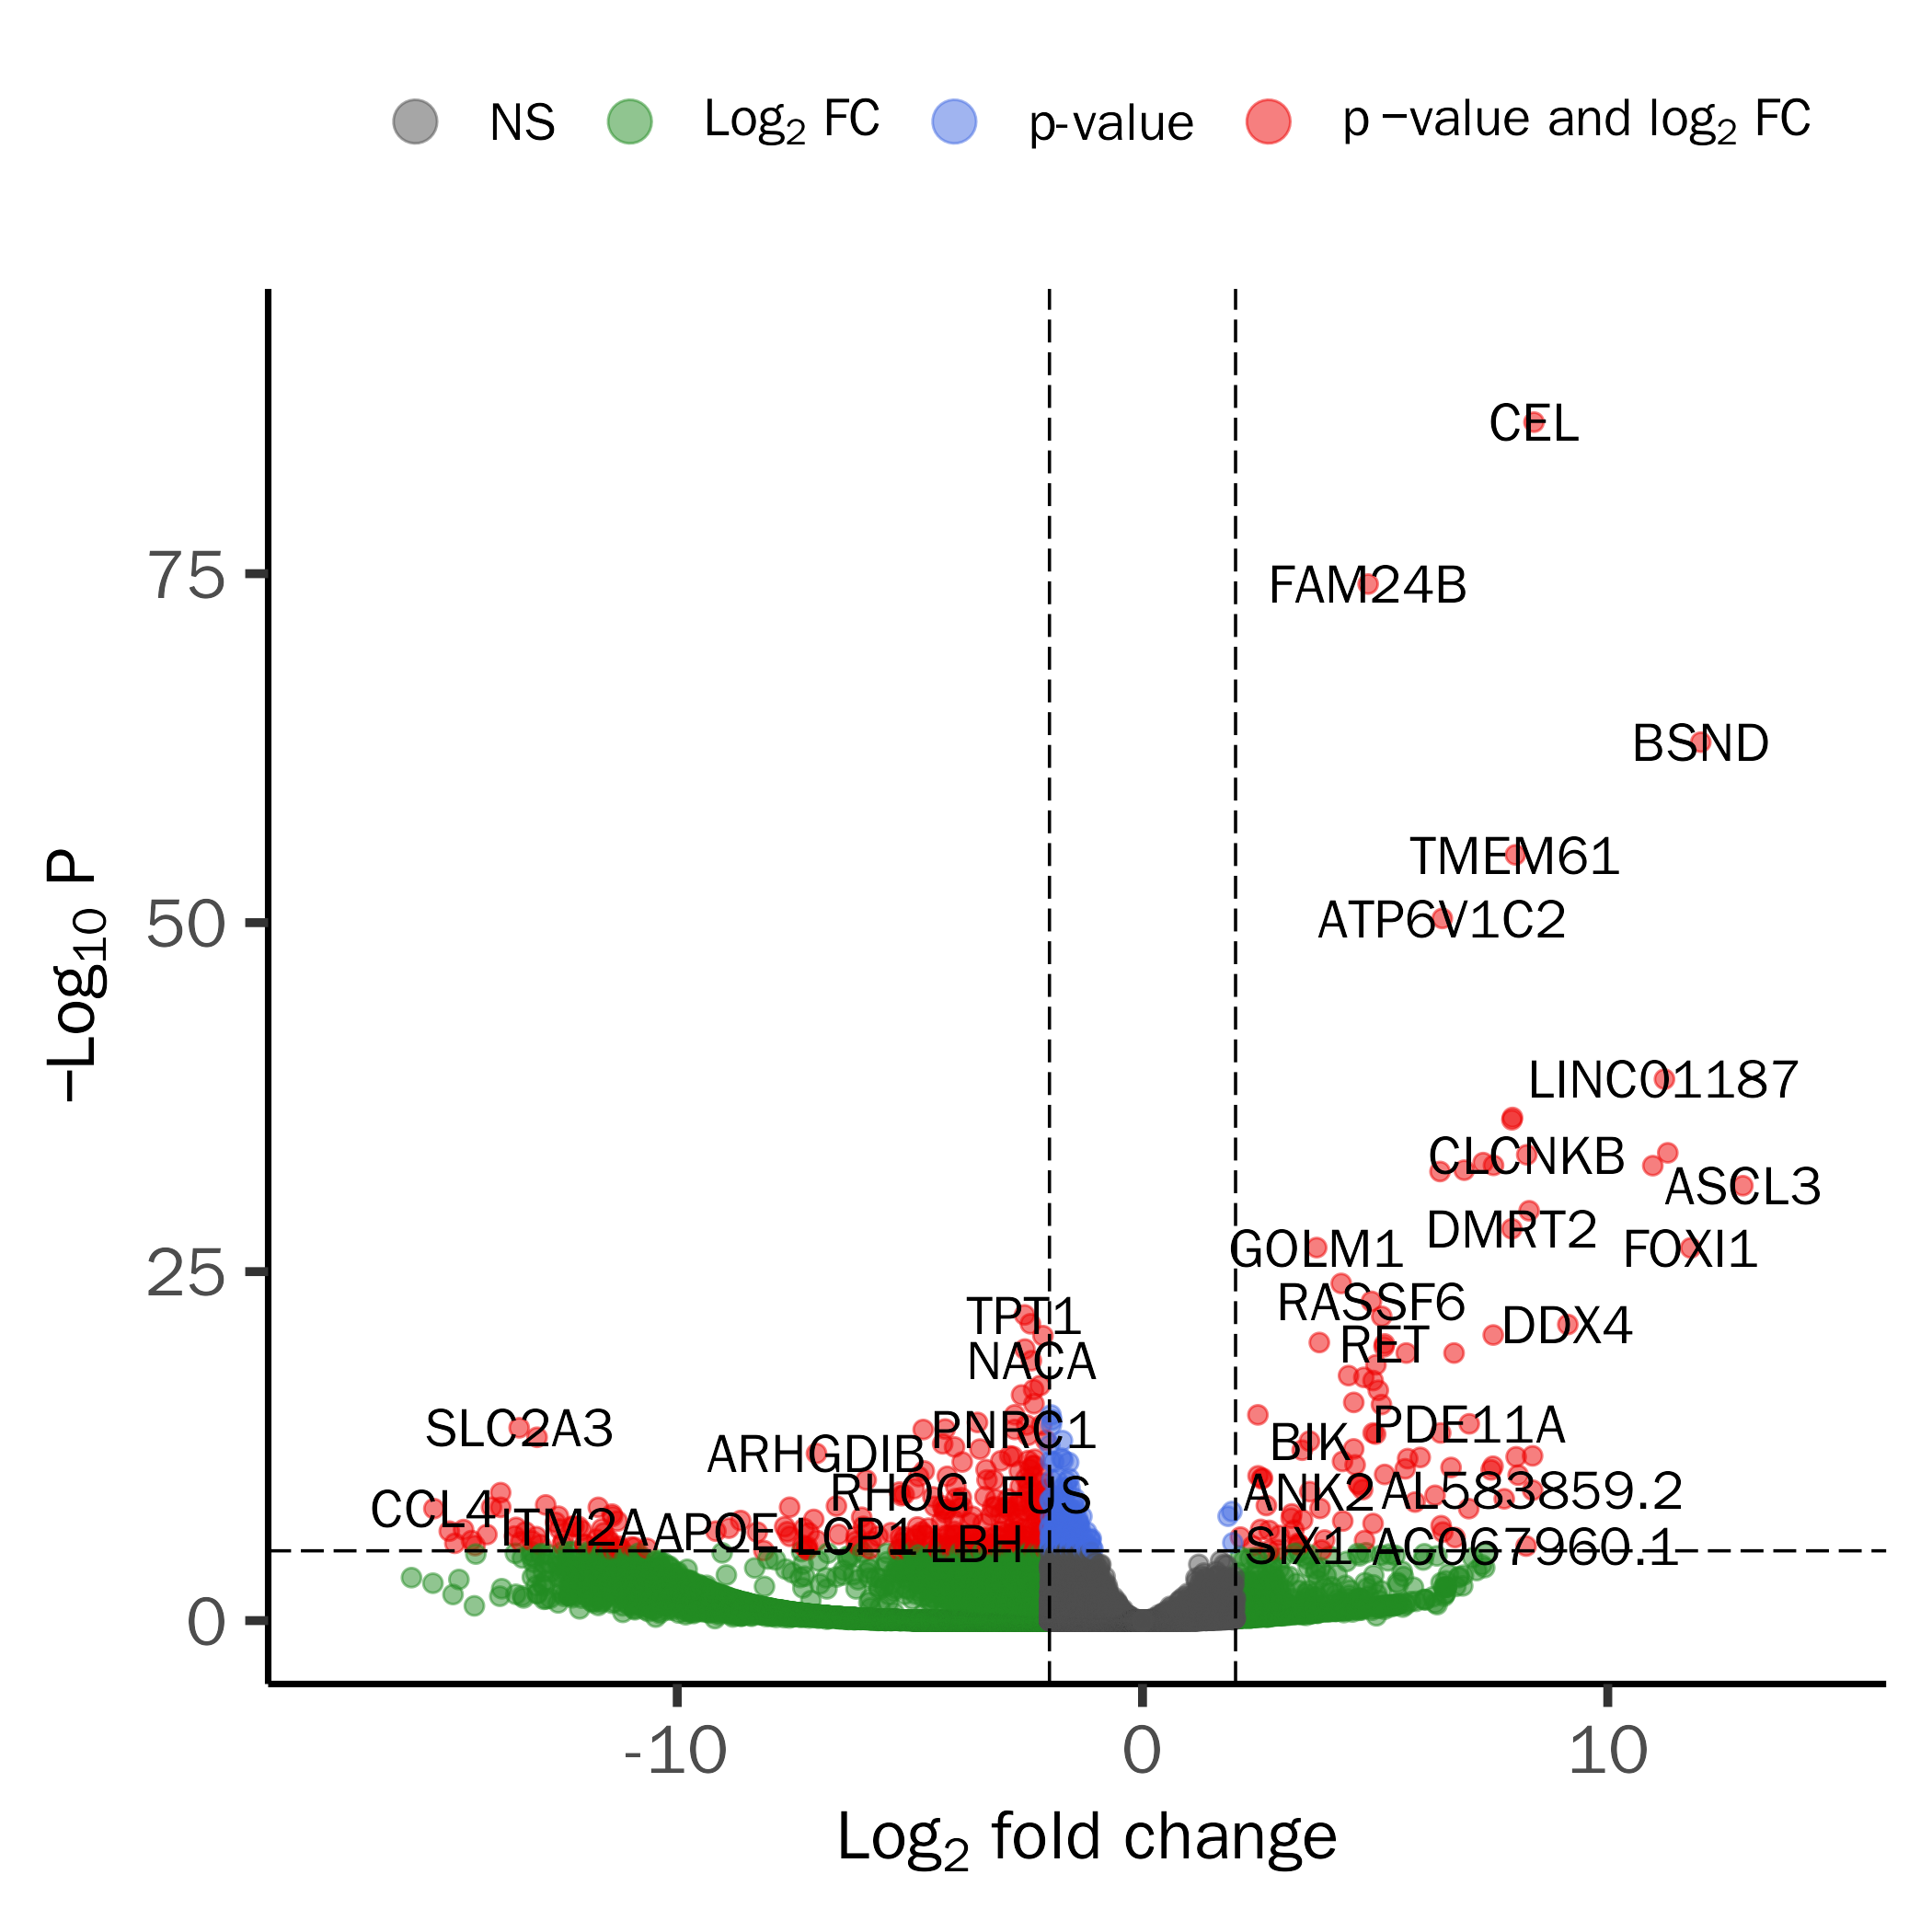 NS Log2 FC p-value p −value and log2 FC
CEL
75
FAM24B
BSND
TMEM61
50
ATP6V1C2
−Log10 P
LINC01187
CLCNKB
ASCL3
DMRT2
GOLM1 FOXI1
25
RASSF6
TPT1 DDX4
RET
NACA
PDE11A
SLC2A3 PNRC1
BIK
ARHGDIB
RHOG FUS ANK2 AL583859.2
CCL4
ITM2A APOE LCP1
LBH SIX1 AC067960.1
0
-10 0 10
Log2 fold change